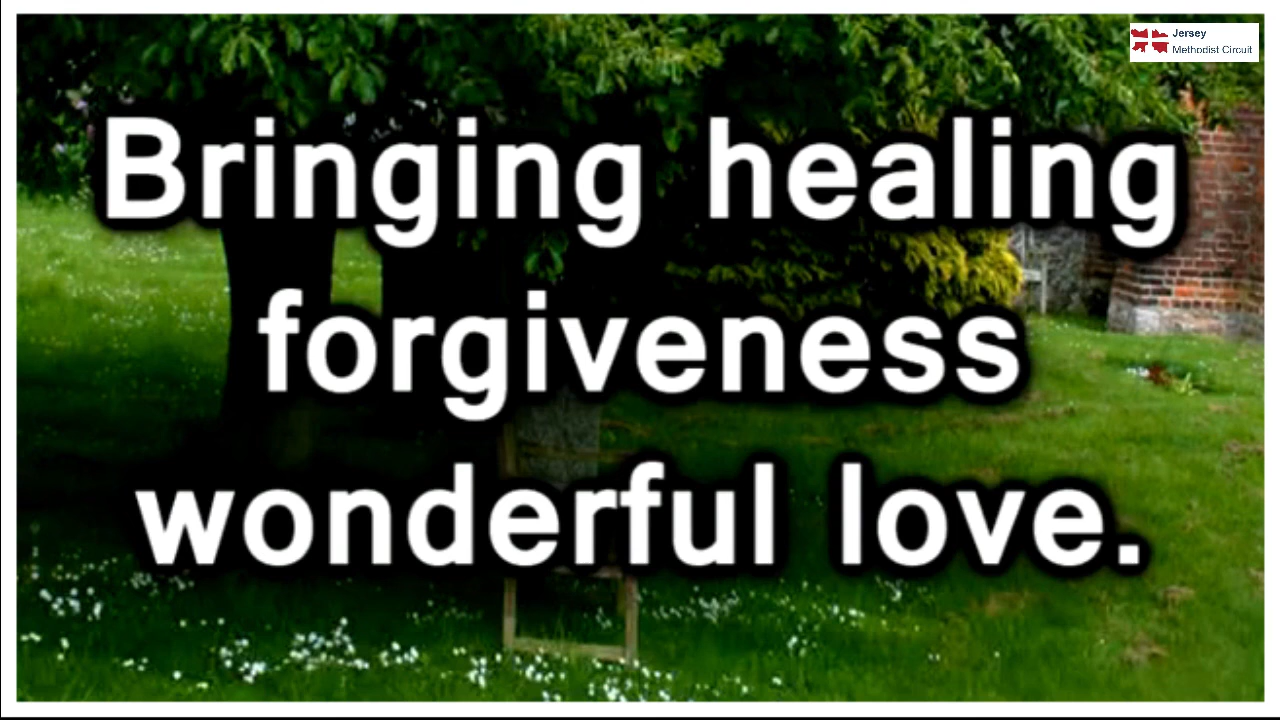 Jersey
Methodist Circuit
Bringing healing
forgiveness
wonderful love.